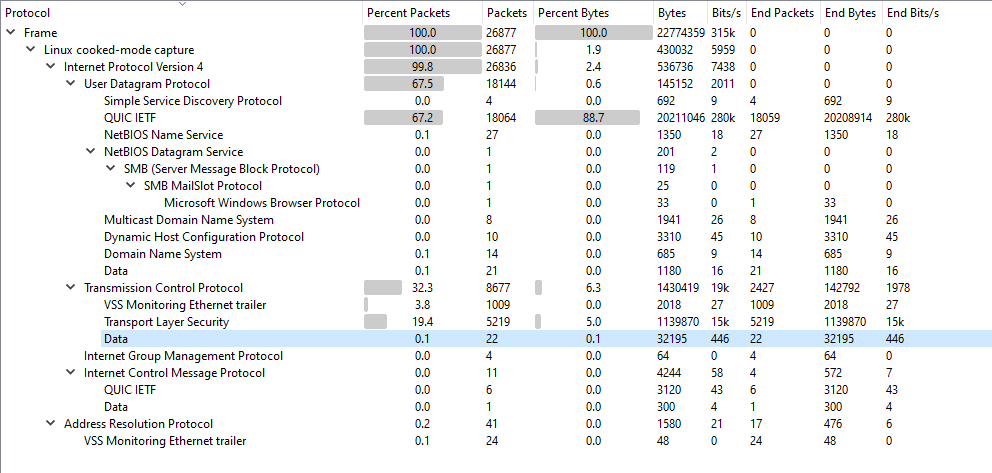 Protocol Percent Packets Packets Percent Bytes Bytes Bits/s End Packets End Bytes End Bits/s
Frame 100.0 26877 100.0 22774359 315k 0 0 0
Linux cooked-mode capture 100.0 26877 1.9 430032 5959 0 0 0
Internet Protocol Version 4 99.8 26836 2.4 536736 7438 0 0 0
User Datagram Protocol 67.5 18144 0.6 145152 2011 0 0 0
Simple Service Discovery Protocol 0.0 4 0.0 692 9 4 692 9
QUIC IETF 67.2 18064 88.7 20211046 280k 18059 20208914 280k
NetBIOS Name Service 0.1 27 0.0 1350 18 27 1350 18
NetBIOS Datagram Service 0.0 1 0.0 201 2 0 0 0
SMB (Server Message Block Protocol) 0.0 1 0.0 119 1 0 0 0
SMB MailSlot Protocol 0.0 1 0.0 25 0 0 0 0
Microsoft Windows Browser Protocol 0.0 1 0.0 33 0 1 33 0
Multicast Domain Name System 0.0 8 0.0 1941 26 8 1941 26
Dynamic Host Configuration Protocol 0.0 10 0.0 3310 45 10 3310 45
Domain Name System 0.1 14 0.0 685 9 14 685 9
Data 0.1 21 0.0 1180 16 21 1180 16
Transmission Control Protocol 32.3 8677 6.3 1430419 19k 2427 142792 1978
VSS Monitoring Ethernet trailer 3.8 1009 0.0 2018 27 1009 2018 27
Transport Layer Security 19.4 5219 5.0 1139870 15k 5219 1139870 15k
Data 0.1 22 0.1 32195 446 22 32195 446
Internet Group Management Protocol 0.0 4 0.0 64 0 4 64 0
Internet Control Message Protocol 0.0 11 0.0 4244 58 4 572 7
QUIC IETF 0.0 6 0.0 3120 43 6 3120 43
Data 0.0 1 0.0 300 4 1 300 4
Address Resolution Protocol 0.2 41 0.0 1580 21 17 476 6
VSS Monitoring Ethernet trailer 0.1 24 0.0 48 0 24 48 0